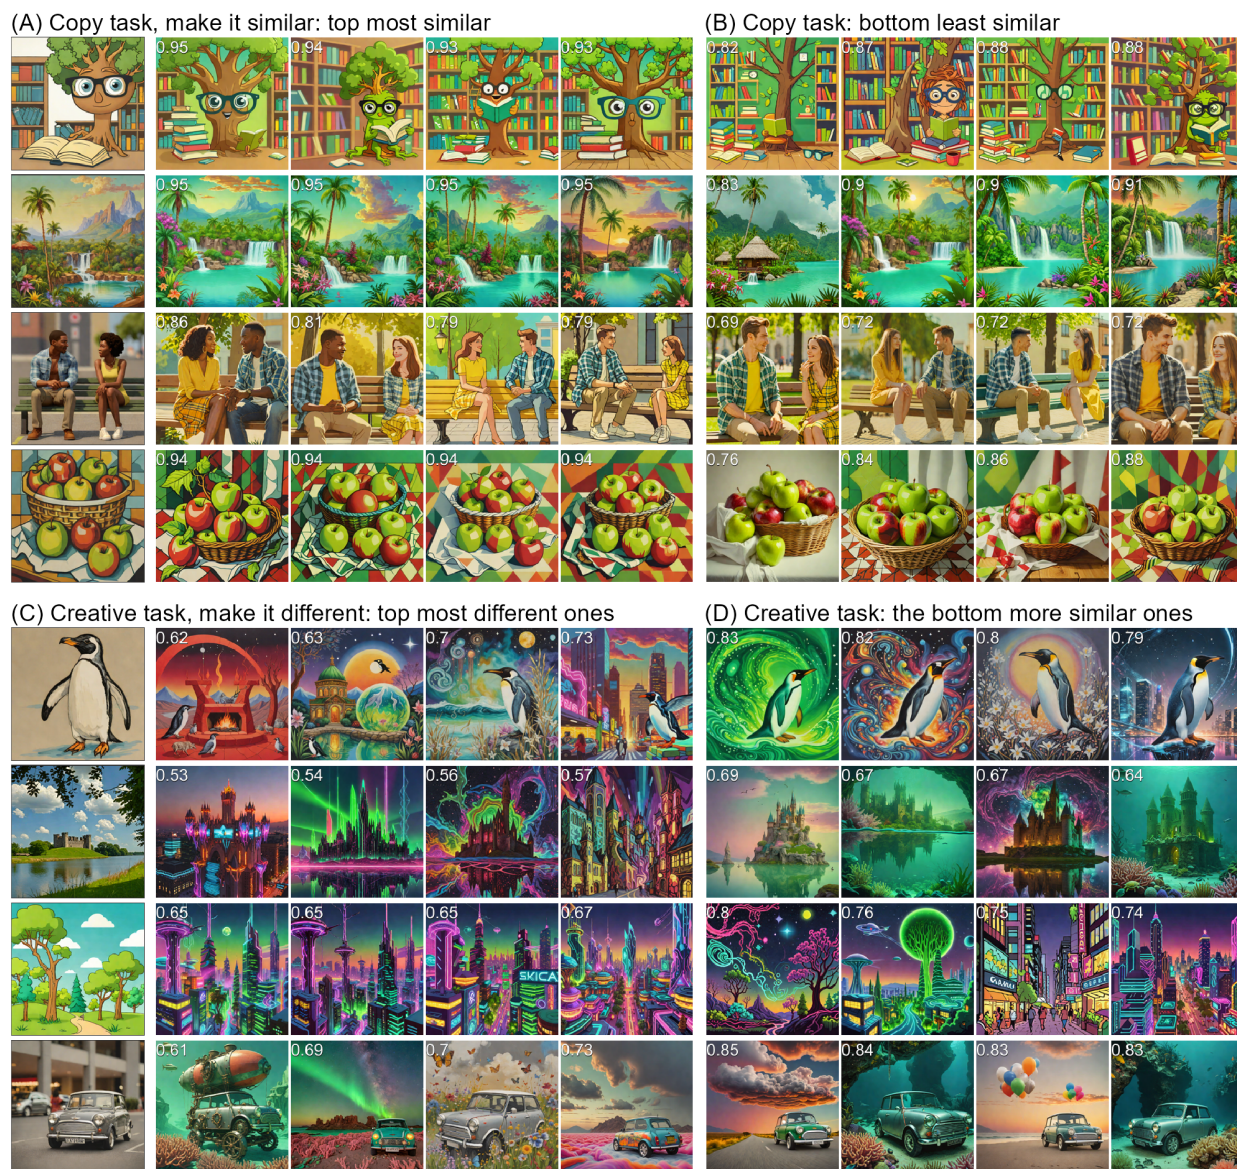 (A) Copy task, make it similar: top most similar
(B) Copy task: bottom least similar
0.95 0.94 0.93 0.93 0.82 0.87 0.88 0.88
0.95 0.95 0.95 0.95 0.83 0.9 0.9 0.91
0.86 0.81 0.79 0.79 0.69 0.72 0.72 0.72
0.94 0.94 0.94 0.94 0.76 0.84 0.86 0.88
(C) Creative task, make it different: top most different ones
(D) Creative task: the bottom more similar ones
0.62 0.63 0.7 0.73 0.83 0.82 0.8 0.79
0.53 0.54 0.56 0.57 0.69 0.67 0.67 0.64
0.65 0.65 0.65 0.67 0.8 0.76 0.75 0.74
SKICA
0.61 0.69 0.7 0.73 0.85 0.84 0.83 0.83